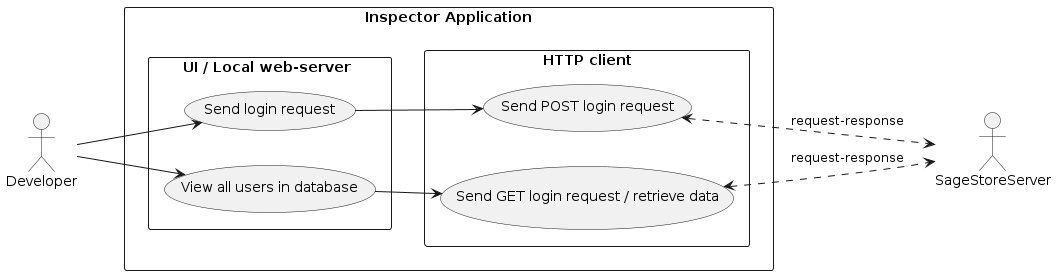 Inspector Application
UI / Local web-server
HTTP client
Send login request
Send POST login request
request-response
Developer
View all users in database
Send GET login request / retrieve data
request-response
SageStoreServer